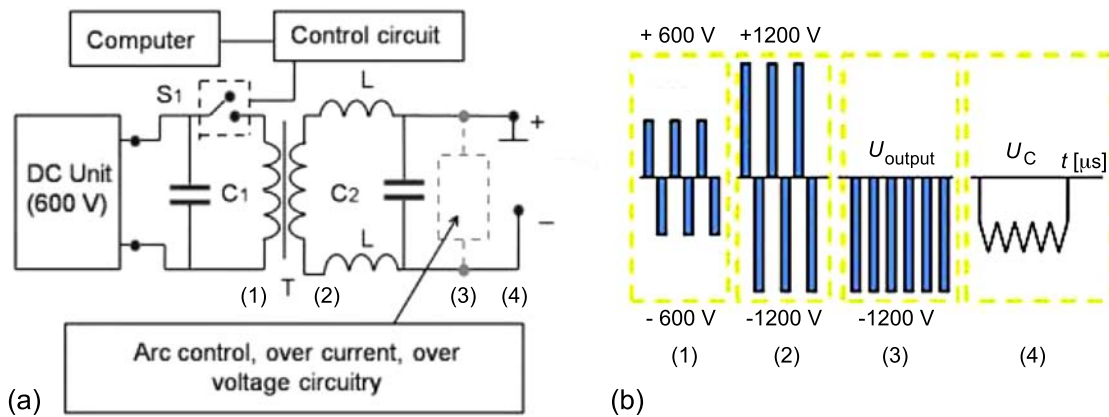 Computer
Control circuit
S1
L
+
DC Unit
(600 V)
C1
C2
–
L
(1)
T
(2)
(3)
(4)
Arc control, over current, over
voltage circuitry
(a)
+ 600 V
+1200 V
Uoutput
UC
t [μs]
- 600 V
-1200 V
-1200 V
(1)
(2)
(3)
(4)
(b)